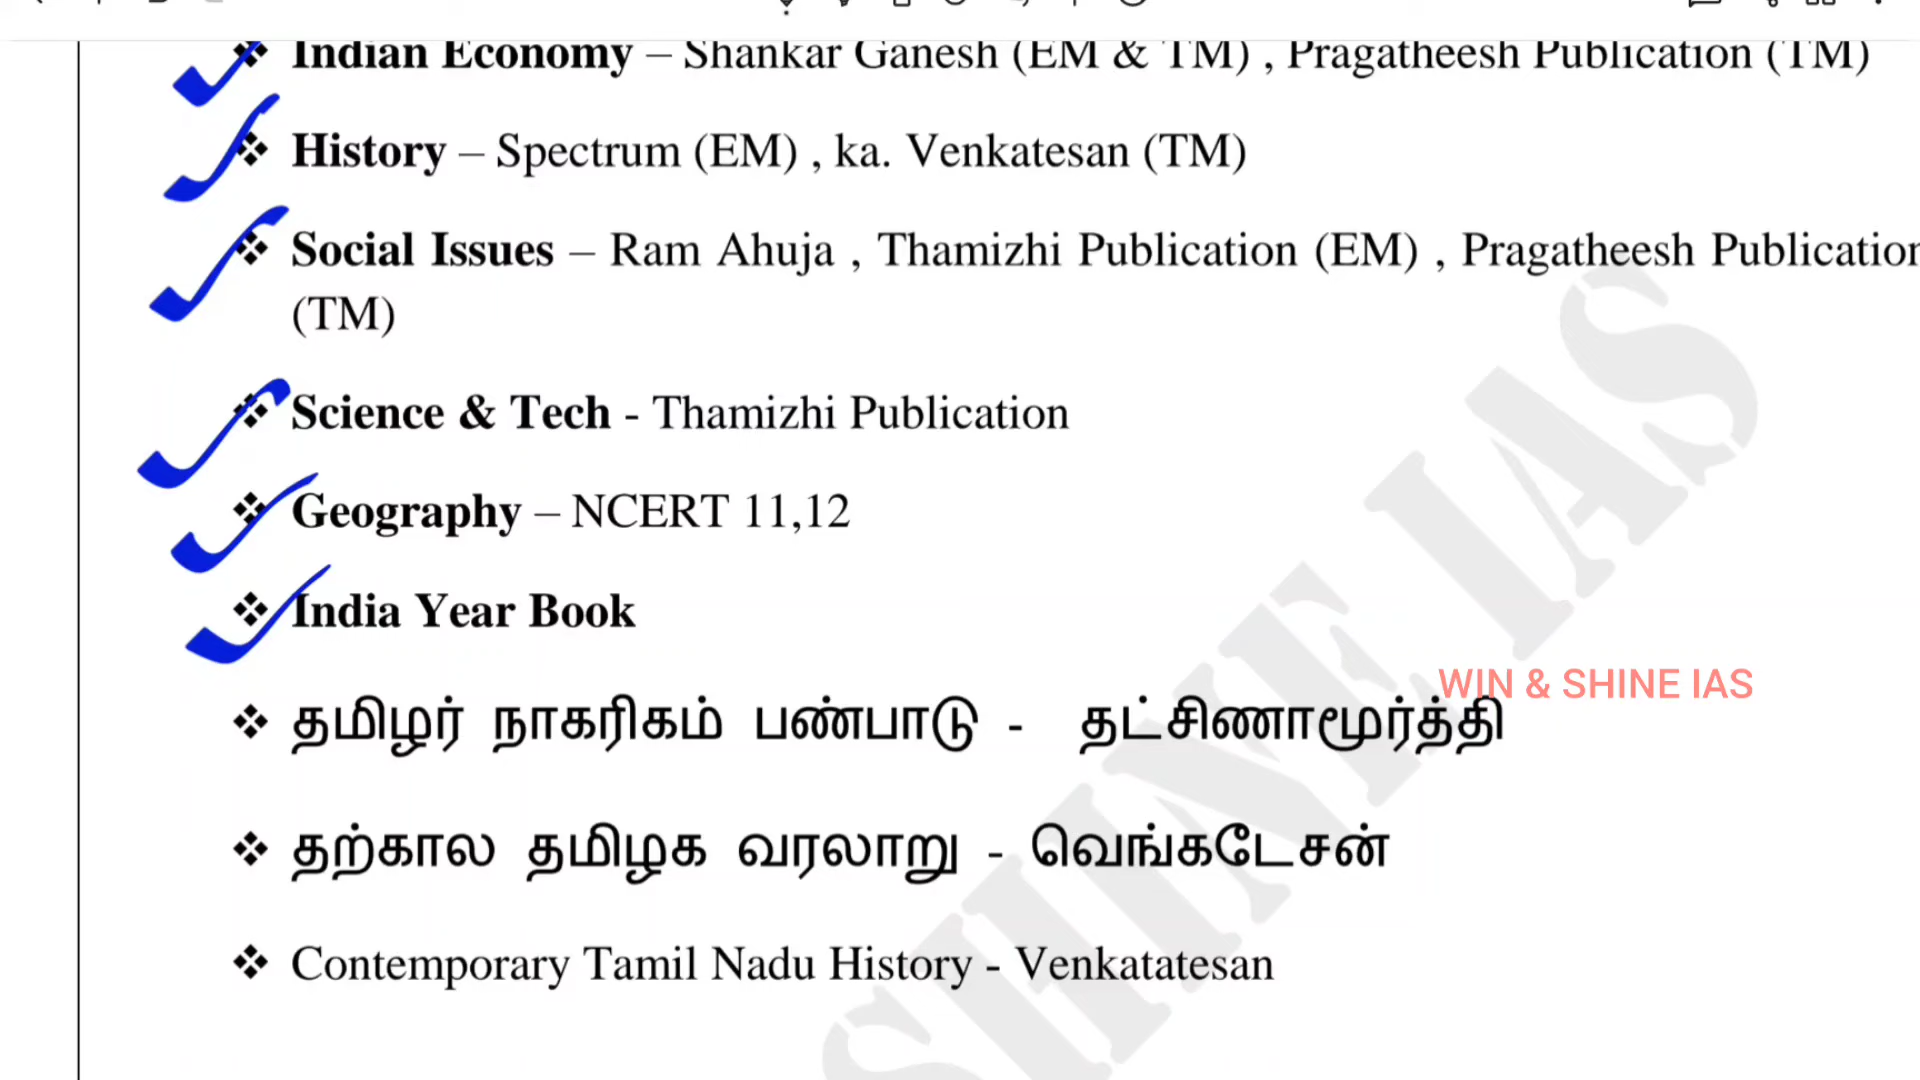 ❖ Indian Economy – Shankar Ganesh (EM & TM) , Pragatheesh Publication (TM)
❖ History – Spectrum (EM) , ka. Venkatesan (TM)
❖ Social Issues – Ram Ahuja , Thamizhi Publication (EM) , Pragatheesh Publication
(TM)
❖ Science & Tech - Thamizhi Publication
❖ Geography – NCERT 11,12
❖ India Year Book
WIN & SHINE IAS
❖ தமிழர் நாகரிகம் பண்பாடு - தட்சிணாமூர்த்தி
❖ தற்கால தமிழக வரலாறு - வெங்கடேசன்
❖ Contemporary Tamil Nadu History - Venkatatesan
SHINE IAS